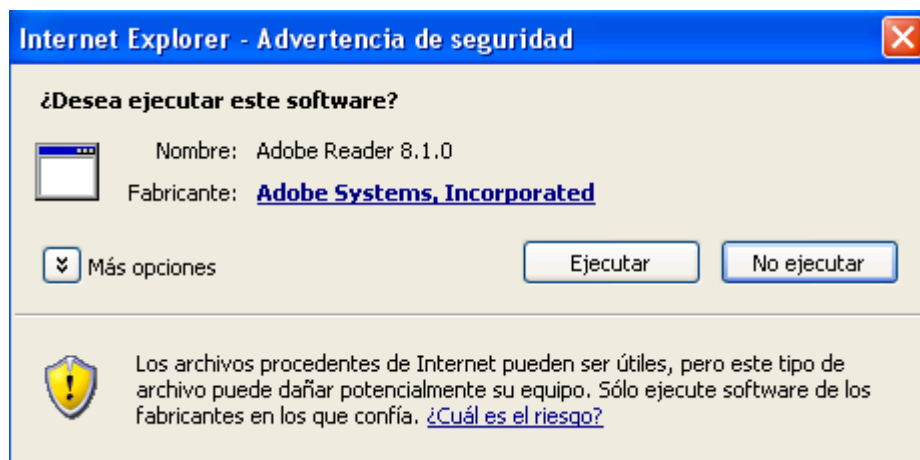 Internet Explorer - Advertencia de seguridad
¿Desea ejecutar este software?
Nombre: Adobe Reader 8.1.0
Fabricante: Adobe Systems, Incorporated
Más opciones
Ejecutar
No ejecutar
Los archivos procedentes de Internet pueden ser útiles, pero este tipo de
archivo puede dañar potencialmente su equipo. Sólo ejecute software de los
fabricantes en los que confía. ¿Cuál es el riesgo?